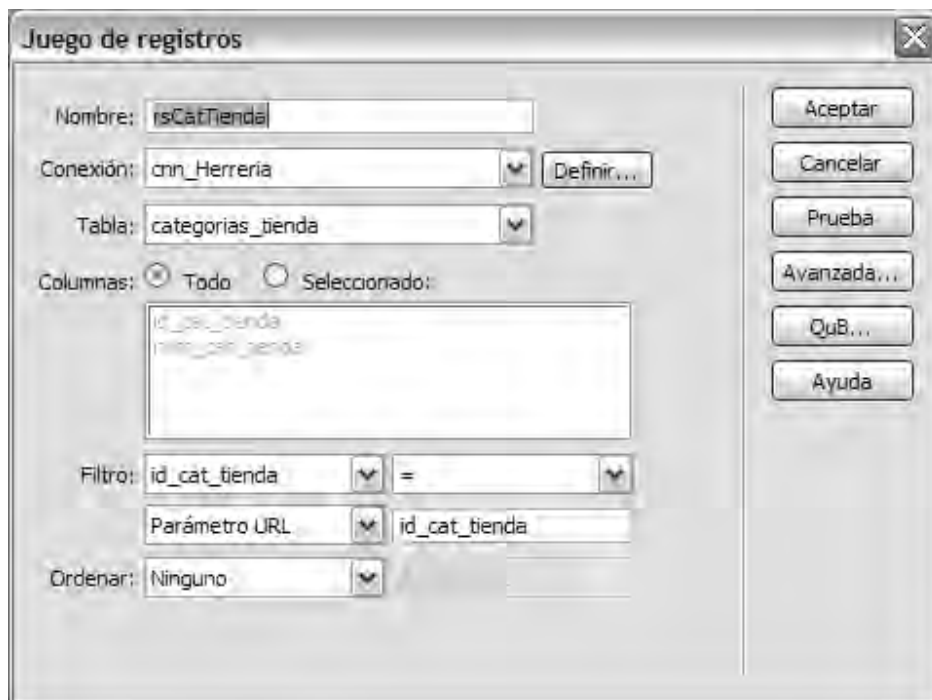 Juego de registros
Nombre: rsCatTienda
Conexión: cnn_Herreria
Definir...
Tabla: categorias_tienda
Columnas: Todo Seleccionado:
id_cat_tienda
Filtro: id_cat_tienda =
Parámetro URL id_cat_tienda
Ordenar: Ninguno
Aceptar
Cancelar
Prueba
Avanzada...
QuB...
Ayuda